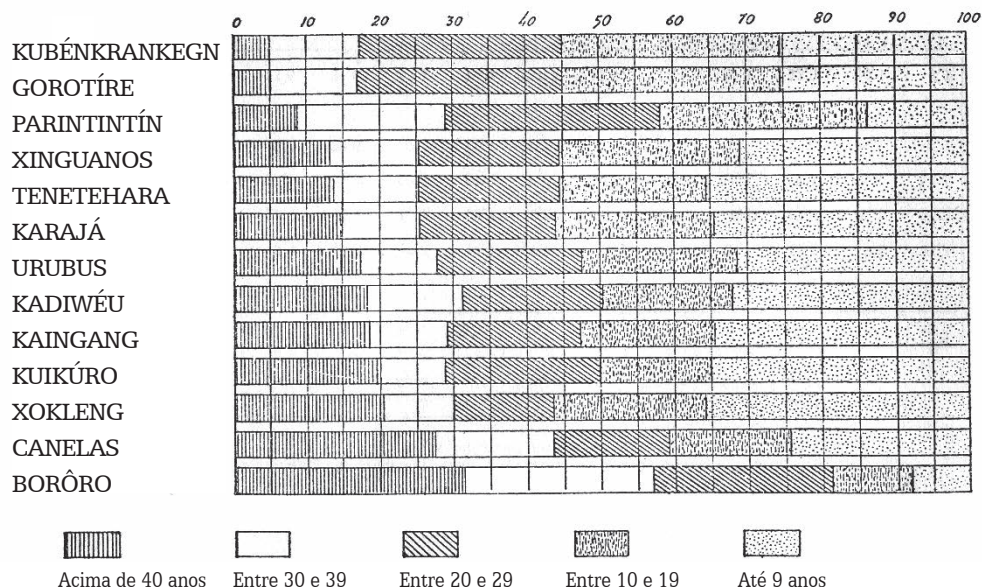 0 10 20 30 40 50 60 70 80 90 100
KUBÉNKRANKEGN
GOROTÍRE
PARINTINTÍN
XINGUANOS
TENETEHARA
KARAJÁ
URUBUS
KADIWÉU
KAINGANG
KUIKÚRO
XOKLENG
CANELAS
BORÔRO
Acima de 40 anos Entre 30 e 39 Entre 20 e 29 Entre 10 e 19 Até 9 anos